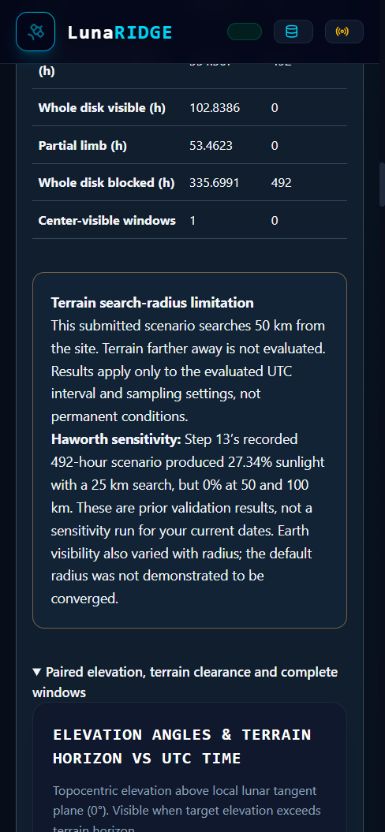 LunaRIDGE
(h)
Whole disk visible (h) 102.8386 0
Partial limb (h) 53.4623 0
Whole disk blocked (h) 335.6991 492
Center-visible windows 1 0
Terrain search-radius limitation
This submitted scenario searches 50 km from
the site. Terrain farther away is not evaluated.
Results apply only to the evaluated UTC
interval and sampling settings, not
permanent conditions.
Haworth sensitivity: Step 13’s recorded
492-hour scenario produced 27.34% sunlight
with a 25 km search, but 0% at 50 and 100
km. These are prior validation results, not a
sensitivity run for your current dates. Earth
visibility also varied with radius; the default
radius was not demonstrated to be
converged.
▼ Paired elevation, terrain clearance and complete
windows
ELEVATION ANGLES & TERRAIN
HORIZON VS UTC TIME
Topocentric elevation above local lunar tangent
plane (0°). Visible when target elevation exceeds
terrain horizon.